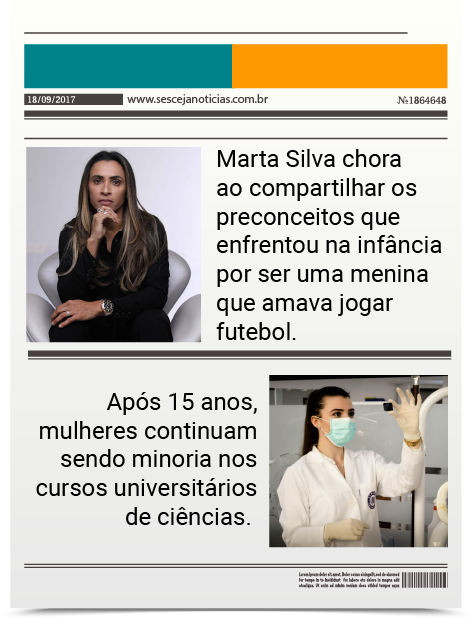 18/09/2017
www.sescejanoticias.com.br
№1864648
Marta Silva chora
ao compartilhar os
preconceitos que
enfrentou na infância
por ser uma menina
que amava jogar
futebol.
Após 15 anos,
mulheres continuam
sendo minoria nos
cursos universitários
de ciências.